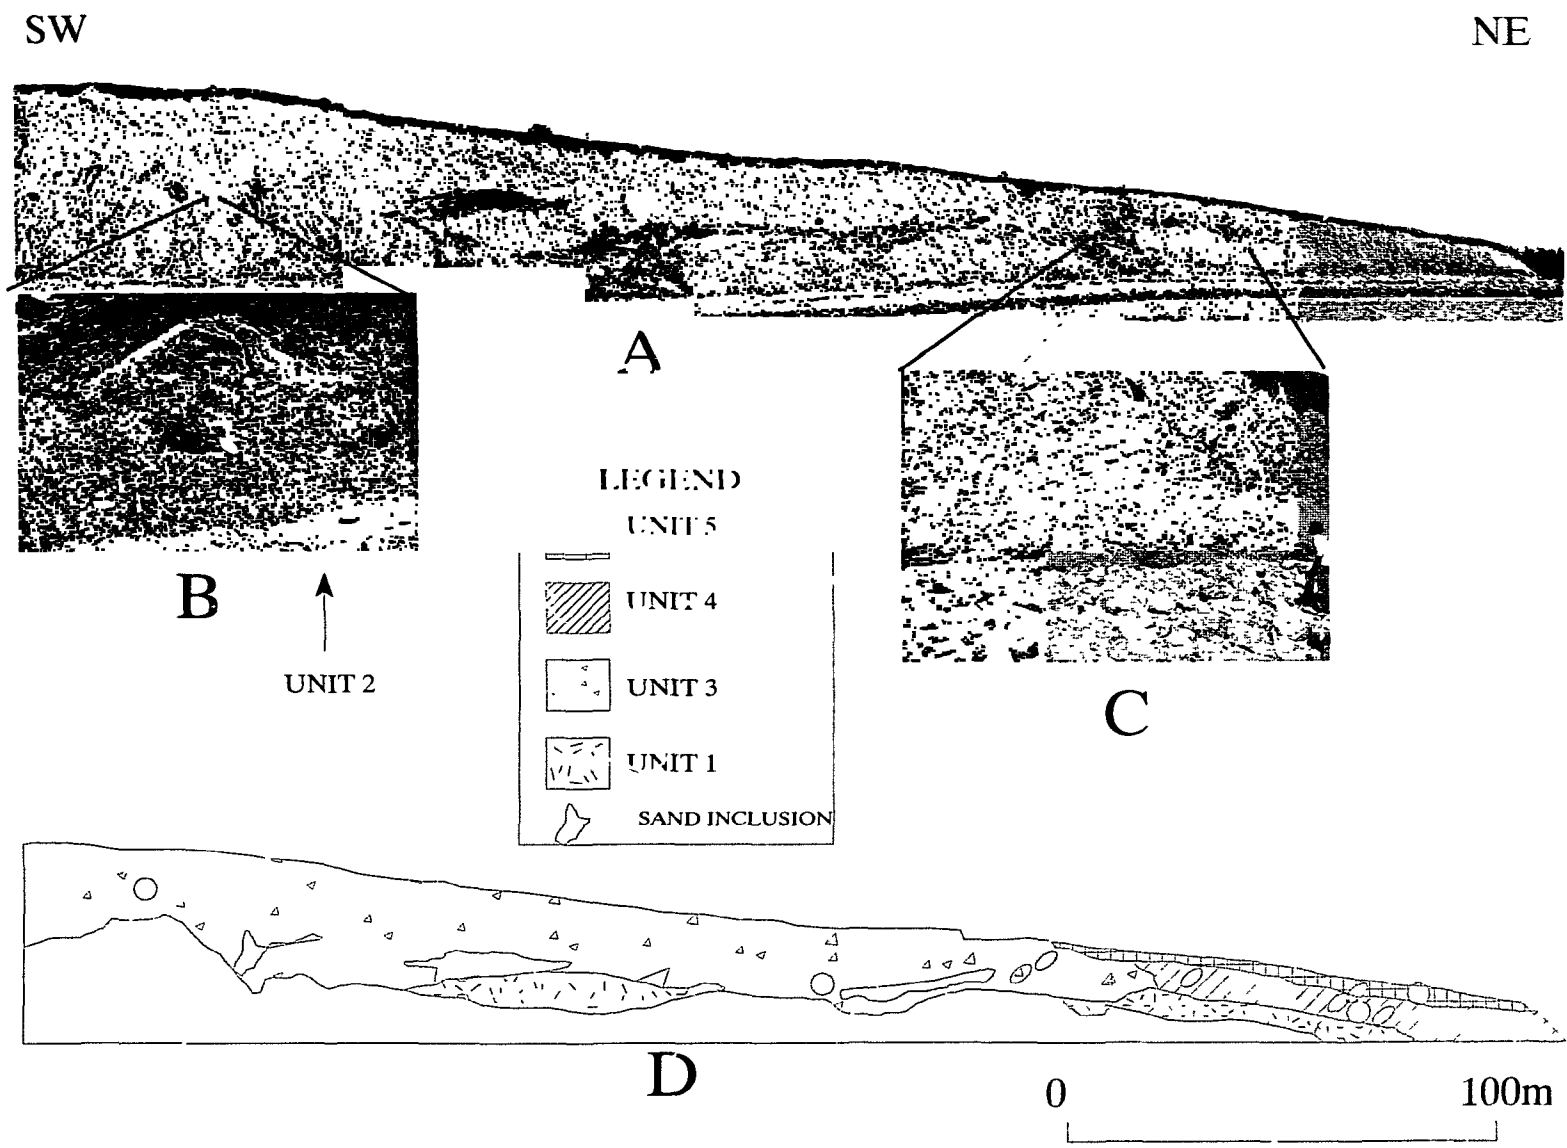 SW
NE
A
LEGEND
UNIT 5
UNIT 4
UNIT 3
UNIT 1
SAND INCLUSION
B
UNIT 2
C
D
0
100m